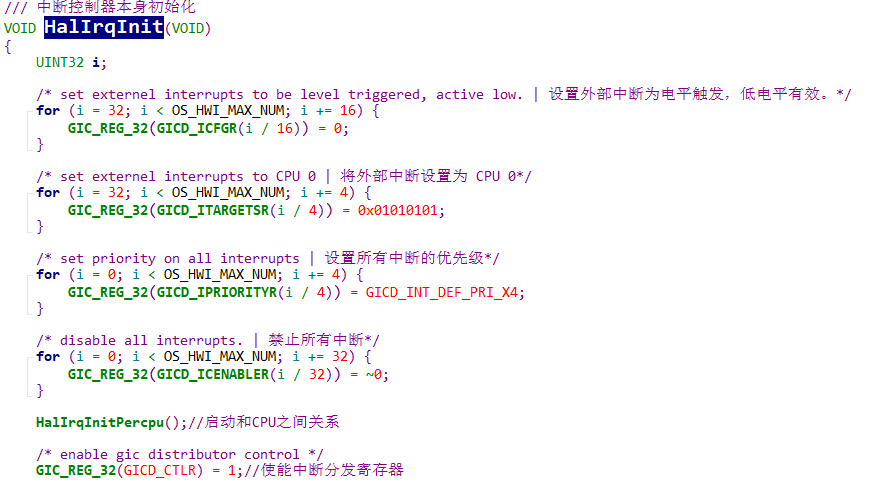 /// 中断控制器本身初始化
VOID HalIrqInit(VOID)
{
    UINT32 i;

    /* set externel interrupts to be level triggered, active low. | 设置外部中断为电平触发，低电平有效。*/
    for (i = 32; i < OS_HWI_MAX_NUM; i += 16) {
        GIC_REG_32(GICD_ICFGR(i / 16)) = 0;
    }

    /* set externel interrupts to CPU 0 | 将外部中断设置为 CPU 0*/
    for (i = 32; i < OS_HWI_MAX_NUM; i += 4) {
        GIC_REG_32(GICD_ITARGETSR(i / 4)) = 0x01010101;
    }

    /* set priority on all interrupts | 设置所有中断的优先级*/
    for (i = 0; i < OS_HWI_MAX_NUM; i += 4) {
        GIC_REG_32(GICD_IPRIORITYR(i / 4)) = GICD_INT_DEF_PRI_X4;
    }

    /* disable all interrupts. | 禁止所有中断*/
    for (i = 0; i < OS_HWI_MAX_NUM; i += 32) {
        GIC_REG_32(GICD_ICENABLER(i / 32)) = ~0;
    }

    HalIrqInitPercpu();//启动和CPU之间关系

    /* enable gic distributor control */
    GIC_REG_32(GICD_CTLR) = 1;//使能中断分发寄存器